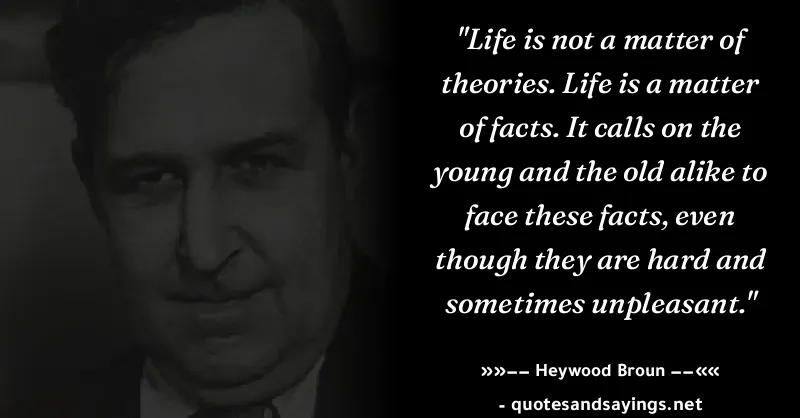 "Life is not a matter of
theories. Life is a matter
of facts. It calls on the
young and the old alike to
face these facts, even
though they are hard and
sometimes unpleasant."
»»−− Heywood Broun −−««
- quotesandsayings.net